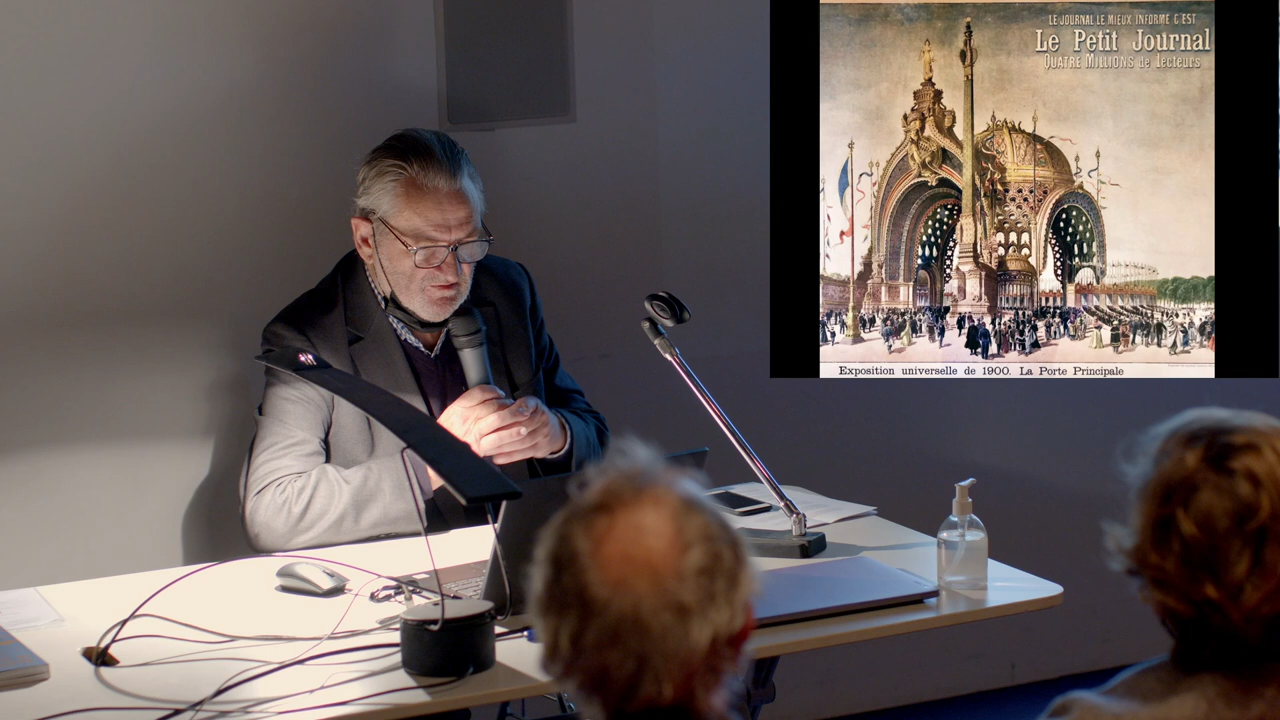 LE JOURNAL LE MIEUX INFORMÉ C'EST
Le Petit Journal
QUATRE MILLIONS de lecteurs
Exposition universelle de 1900. La Porte Principale